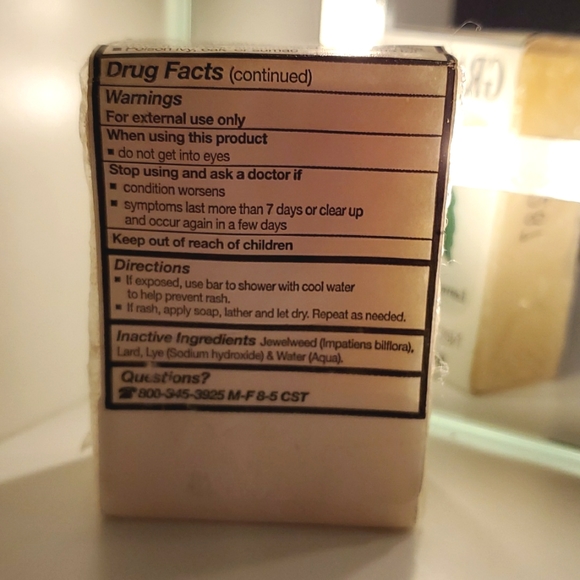 Drug Facts (continued)
Warnings
For external use only
When using this product
▪ do not get into eyes
Stop using and ask a doctor if
▪ condition worsens
▪ symptoms last more than 7 days or clear up
and occur again in a few days
Keep out of reach of children
Directions
▪ If exposed, use bar to shower with cool water
to help prevent rash.
▪ If rash, apply soap, lather and let dry. Repeat as needed.
Inactive Ingredients Jewelweed (Impatiens bilflora),
Lard, Lye (Sodium hydroxide) & Water (Aqua).
Questions?
☎ 800-345-3925 M-F 8-5 CST